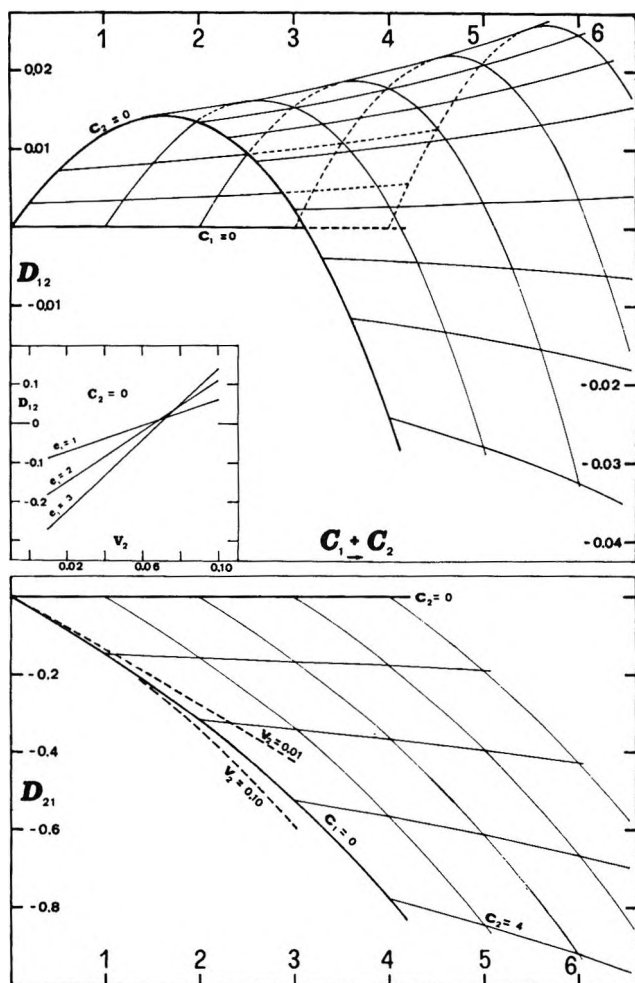 1 2 3 4 5 6
0.02
C₂ = 0
0.01
C₁ = 0
D₁₂
-0.01
-0.02
-0.03
-0.04
0.1
D₁₂
0
-0.1
-0.2
C₂ = 0
e₁ = 1
e₁ = 2
e₁ = 3
V₂
0.02 0.06 0.10
C₁ + C₂
→
C₂ = 0
-0.2
-0.4
D₂₁
-0.6
-0.8
V₂ = 0.01
V₂ = 0.10
C₁ = 0
C₂ = 4
1 2 3 4 5 6